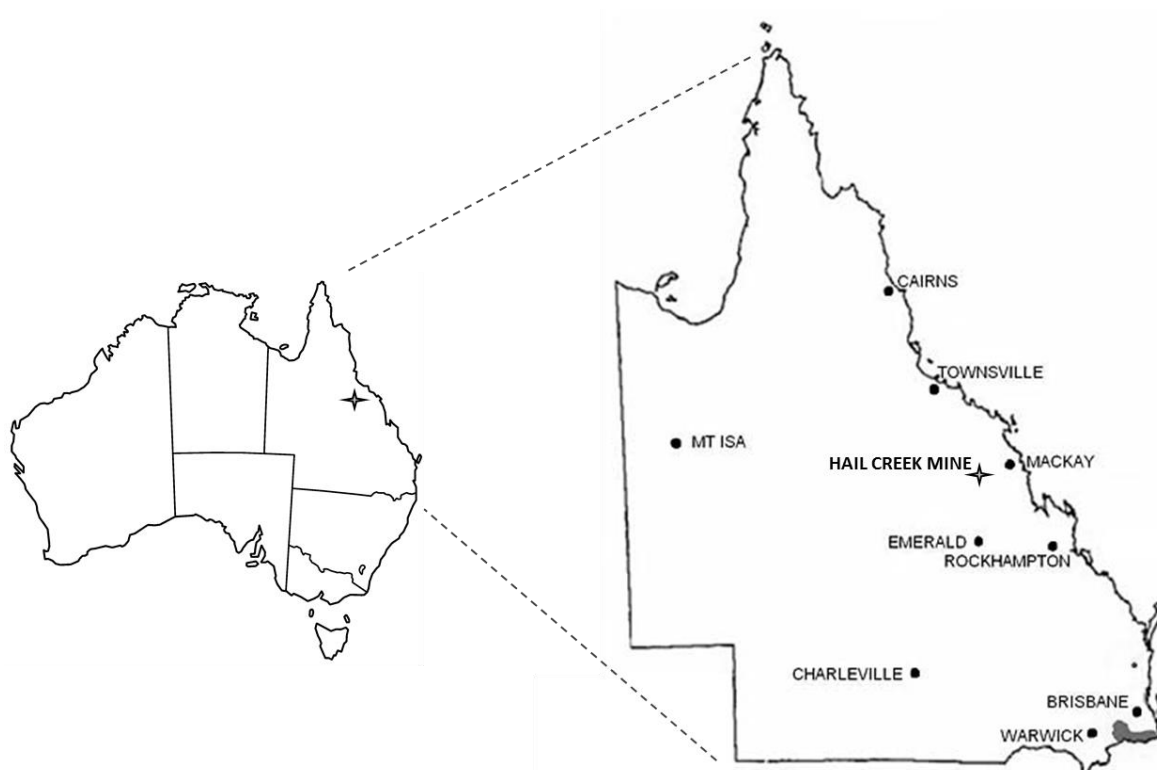 CAIRNS
TOWNSVILLE
MT ISA
HAIL CREEK MINE
MACKAY
EMERALD
ROCKHAMPTON
CHARLEVILLE
BRISBANE
WARWICK